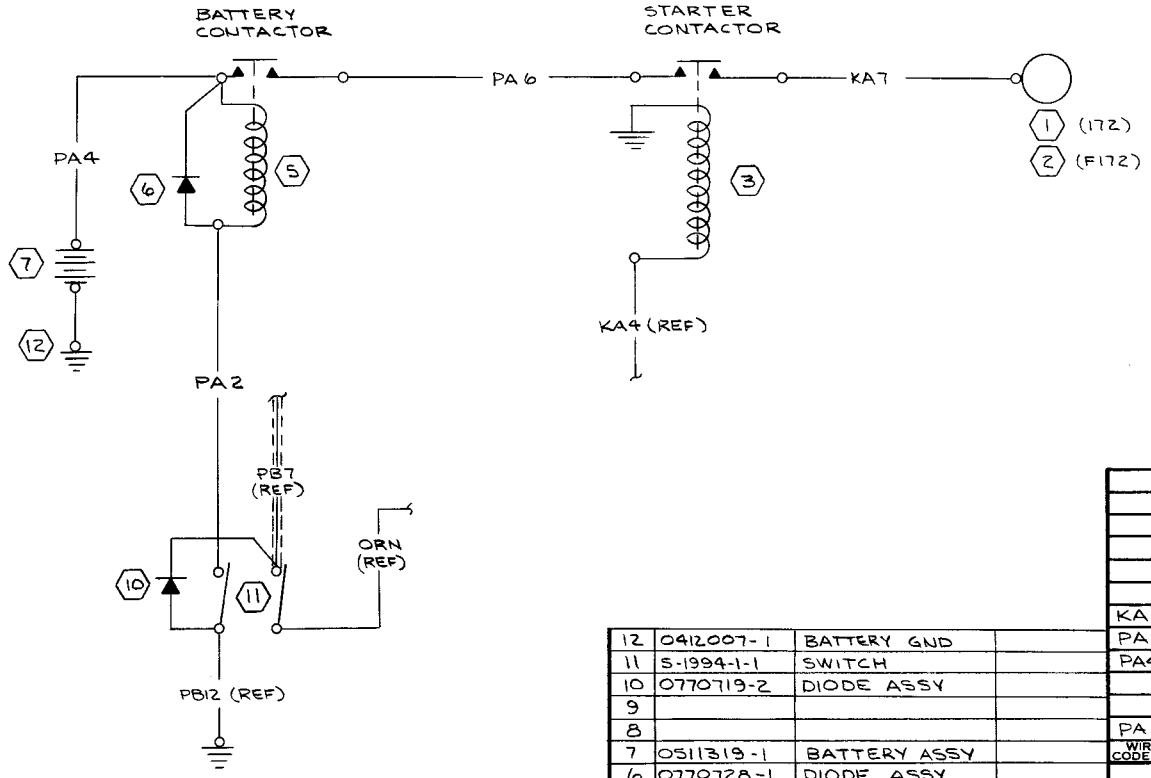 BATTERY
CONTACTOR
STARTER
CONTACTOR
PA6
KA7
1 (172)
2 (F172)
PA4
6
5
3
7
KA4 (REF)
12
PA2
PB7
(REF)
ORN
(REF)
10
11
PB12 (REF)
12 0412007-1 BATTERY GND
11 S-1994-1-1 SWITCH
10 0770719-2 DIODE ASSY
9
8
7 0511319-1 BATTERY ASSY
6 0770728-1 DIODE ASSY
KA
PA
PA4
PA
WIR
CODE